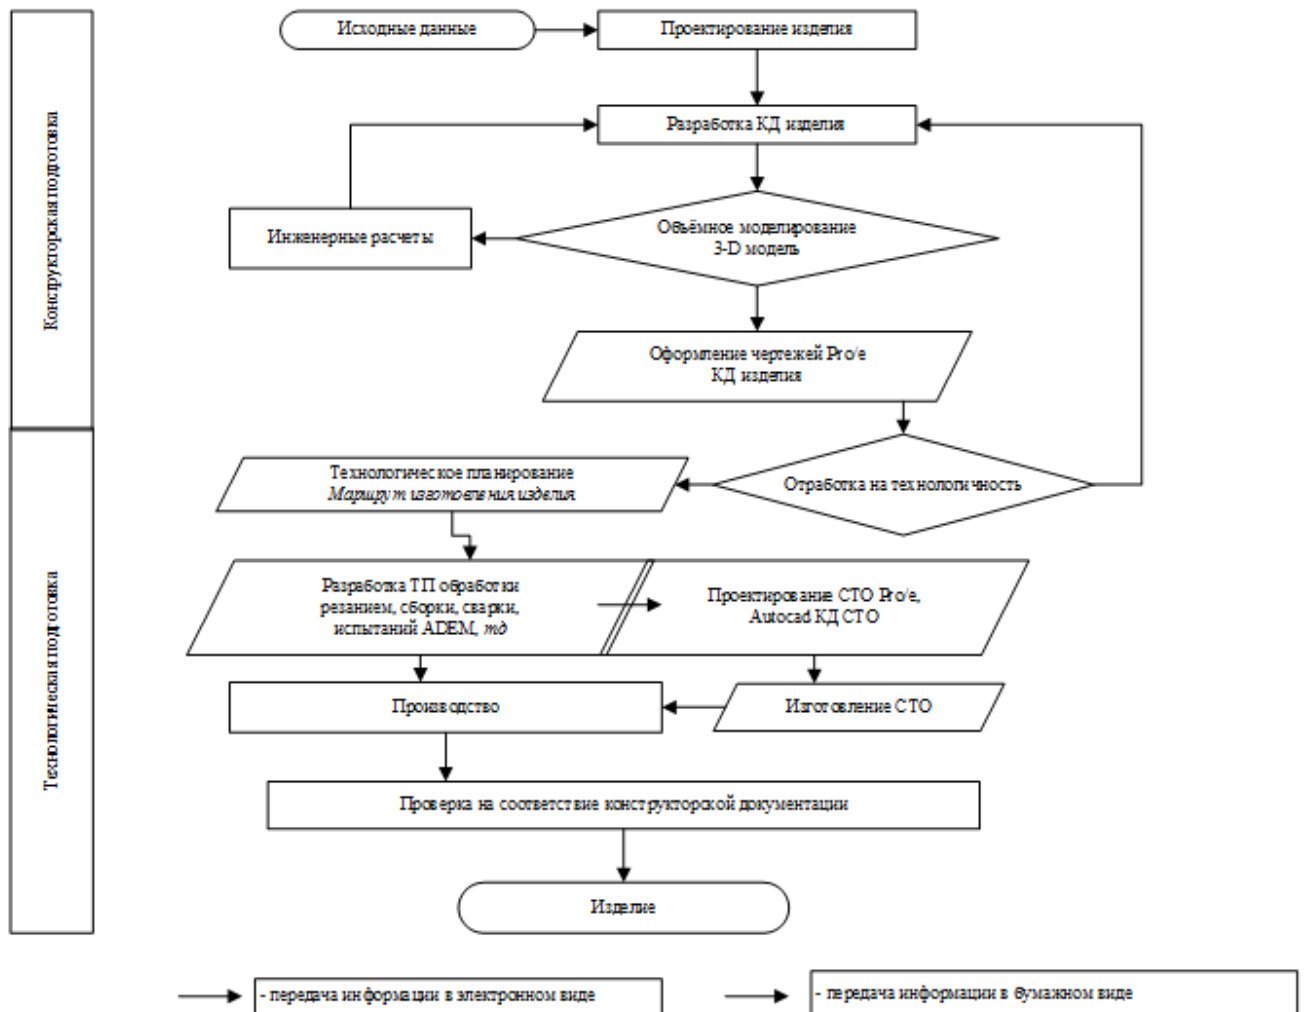 Исходные данные
Проектирование изделия
Конструкторская подготовка
Разработка КД изделия
Инженерные расчеты
Объёмное моделирование
3-D модель
Оформление чертежей Pro/e
КД изделия
Технологическая подготовка
Технологическое планирование
Маршрут изготовления изделия
Отработка на технологичность
Разработка ТП обработки
резанием, сборки, сварки,
испытаний ADEM, тд
Проектирование СТО Pro/e,
Autocad КД СТО
Производство
Изготовление СТО
Проверка на соответствие конструкторской документации
Изделие
- передача информации в электронном виде
- передача информации в бумажном виде